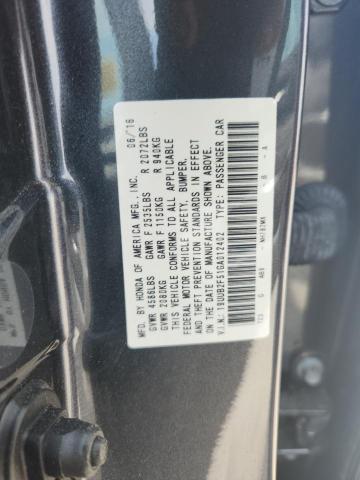 MFD. BY HONDA OF AMERICA MFG., INC. 06/16
GVWR 4586LBS GAWR F 2535LBS R 2072LBS
GVWR 2080KG GAWR F 1150KG R 940KG
THIS VEHICLE CONFORMS TO ALL APPLICABLE
FEDERAL MOTOR VEHICLE SAFETY, BUMPER,
AND THEFT PREVENTION STANDARDS IN EFFECT
ON THE DATE OF MANUFACTURE SHOWN ABOVE.
V.I.N.: 19UUB2F51GA012402 TYPE: PASSENGER CAR